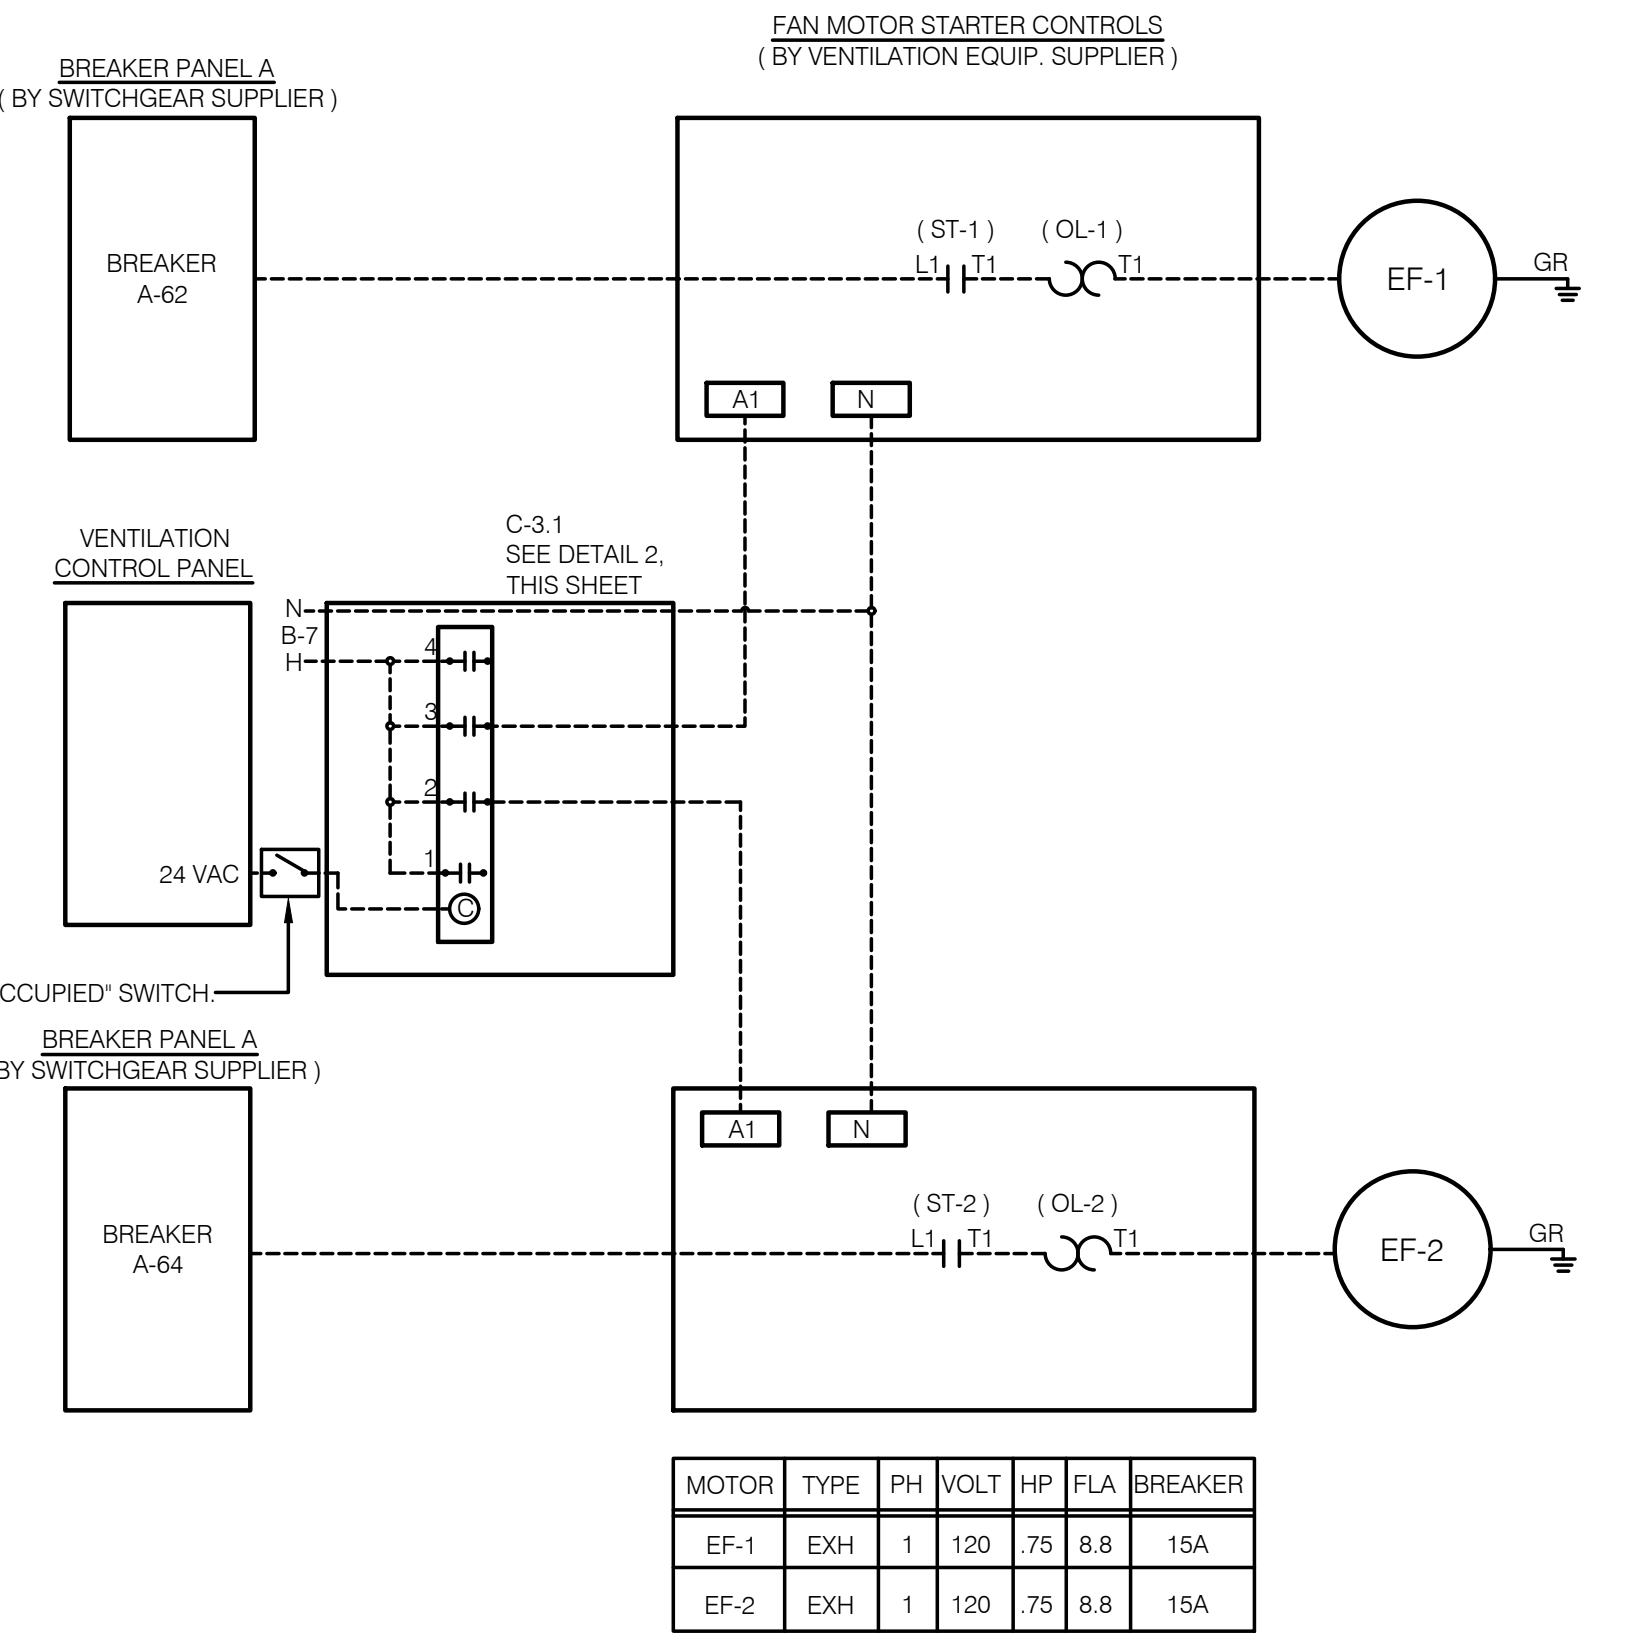 FAN MOTOR STARTER CONTROLS
( BY VENTILATION EQUIP. SUPPLIER )
BREAKER PANEL A
( BY SWITCHGEAR SUPPLIER )
BREAKER
A-62
( ST-1 )
( OL-1 )
L1
T1
T1
EF-1
GR
A1
N
C-3.1
SEE DETAIL 2,
THIS SHEET
VENTILATION
CONTROL PANEL
N
B-7
H
4
3
2
1
C
24 VAC
CCUPIED" SWITCH.
BREAKER PANEL A
BY SWITCHGEAR SUPPLIER )
BREAKER
A-64
A1
N
( ST-2 )
( OL-2 )
L1
T1
T1
EF-2
GR
MOTOR TYPE PH VOLT HP FLA BREAKER
EF-1 EXH 1 120 .75 8.8 15A
EF-2 EXH 1 120 .75 8.8 15A